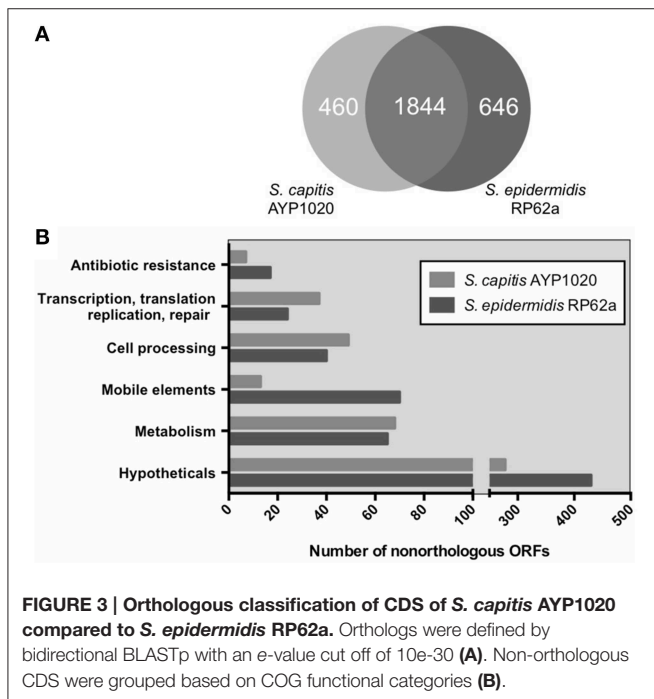 A
460
1844
646
S. capitis
AYP1020
S. epidermidis
RP62a
B
S. capitis AYP1020
S. epidermidis RP62a
Antibiotic resistance
Transcription, translation
replication, repair
Cell processing
Mobile elements
Metabolism
Hypotheticals
0 20 40 60 80 100 300 400 500
Number of nonorthologous ORFs
FIGURE 3 | Orthologous classification of CDS of S. capitis AYP1020
compared to S. epidermidis RP62a. Orthologs were defined by
bidirectional BLASTp with an e-value cut off of 10e-30 (A). Non-orthologous
CDS were grouped based on COG functional categories (B).